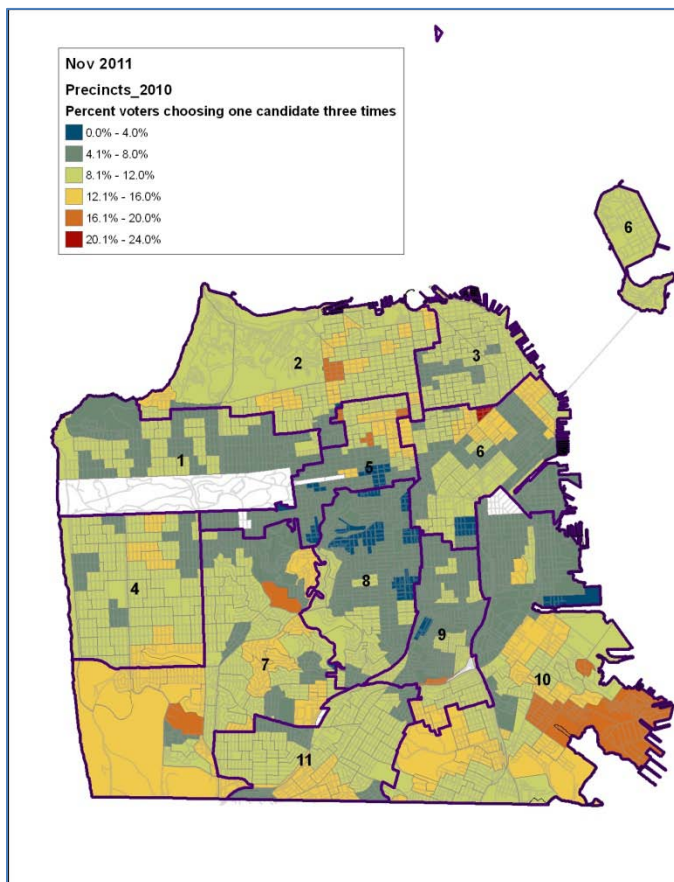 Nov 2011
Precincts_2010
Percent voters choosing one candidate three times
0.0% - 4.0%
4.1% - 8.0%
8.1% - 12.0%
12.1% - 16.0%
16.1% - 20.0%
20.1% - 24.0%
6
2
3
1
5
6
4
8
9
7
10
11